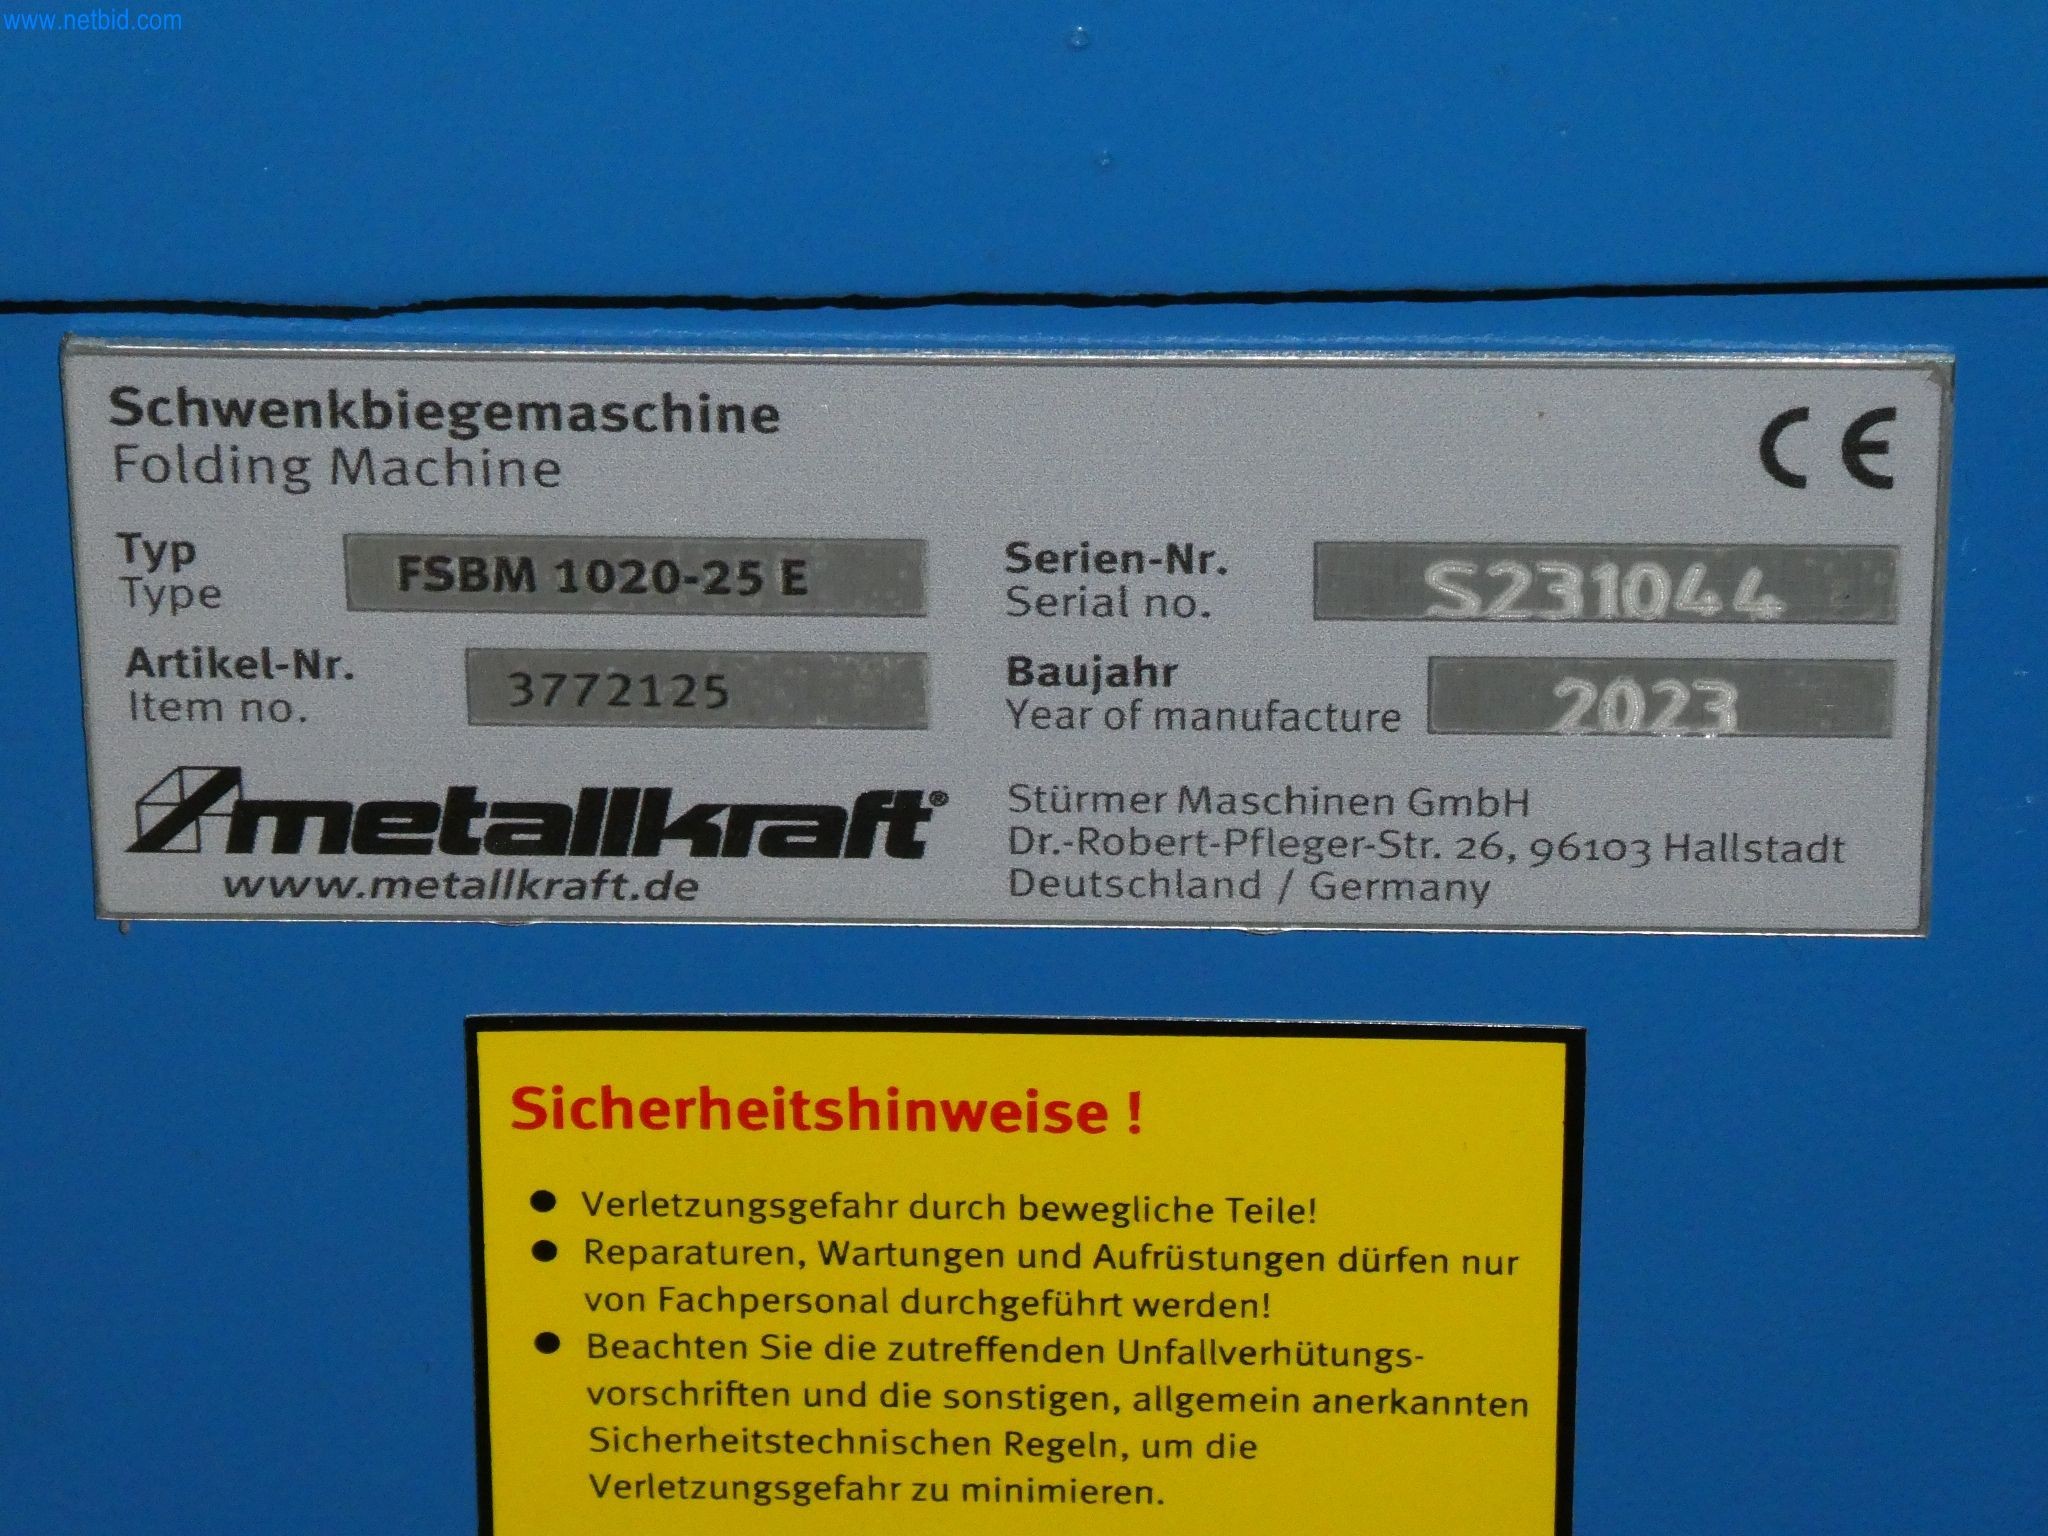 www.netbid.com
Schwenkbiegemaschine
Folding Machine
CE
Typ
Type
FSBM 1020-25 E
Serien-Nr.
Serial no.
S231044
Artikel-Nr.
Item no.
3772125
Baujahr
Year of manufacture
2023
metallkraft®
www.metallkraft.de
Stürmer Maschinen GmbH
Dr.-Robert-Pfleger-Str. 26, 96103 Hallstadt
Deutschland / Germany
Sicherheitshinweise !
● Verletzungsgefahr durch bewegliche Teile!
● Reparaturen, Wartungen und Aufrüstungen dürfen nur
von Fachpersonal durchgeführt werden!
● Beachten Sie die zutreffenden Unfallverhütungs-
vorschriften und die sonstigen, allgemein anerkannten
Sicherheitstechnischen Regeln, um die
Verletzungsgefahr zu minimieren.